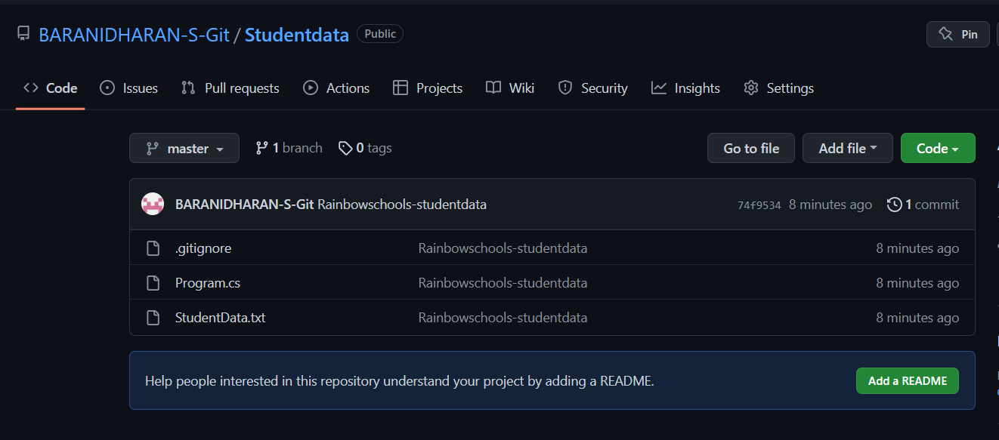 BARANIDHARAN-S-Git / Studentdata Public Pin
Code Issues Pull requests Actions Projects Wiki Security Insights Settings
master 1 branch 0 tags Go to file Add file Code
BARANIDHARAN-S-Git Rainbowschools-studentdata 74f9534 8 minutes ago 1 commit
.gitignore Rainbowschools-studentdata 8 minutes ago
Program.cs Rainbowschools-studentdata 8 minutes ago
StudentData.txt Rainbowschools-studentdata 8 minutes ago
Help people interested in this repository understand your project by adding a README. Add a README